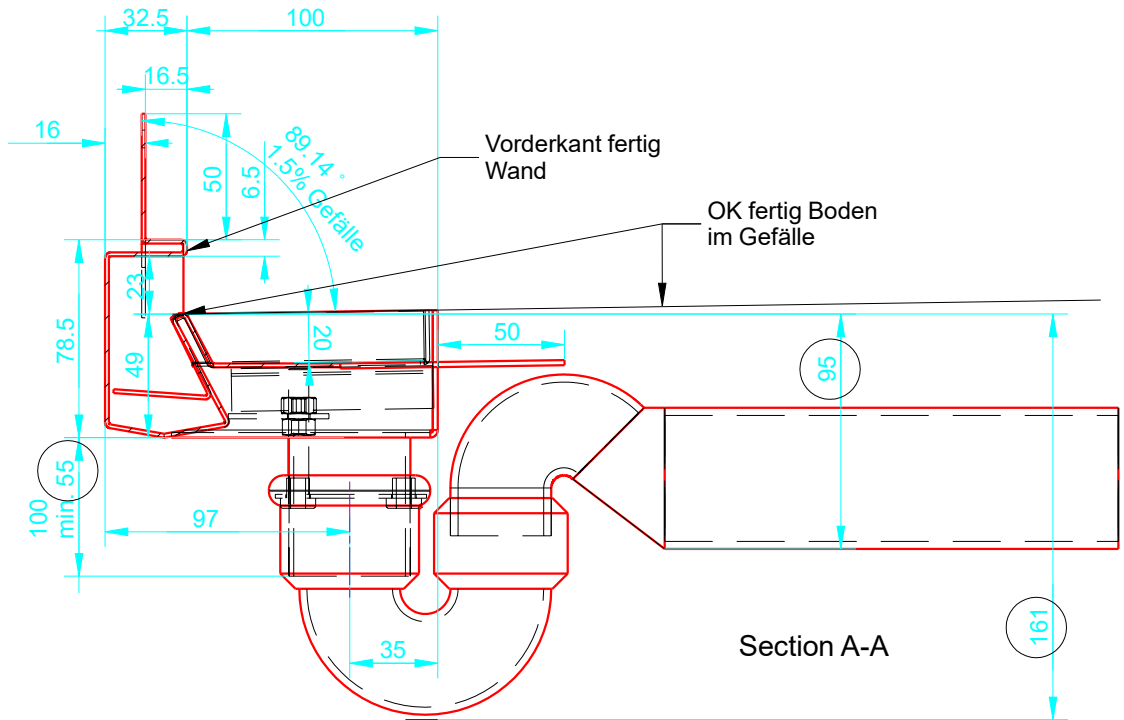 32.5
100
16.5
16
89.14 °
1.5% Gefälle
50
6.5
Vorderkant fertig
Wand
OK fertig Boden
im Gefälle
23
78.5
49
20
50
95
100
min. 55
97
35
161
Section A-A